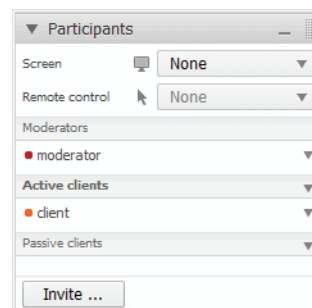 Participants
Screen None
Remote control None
Moderators
moderator
Active clients
client
Passive clients
Invite ...